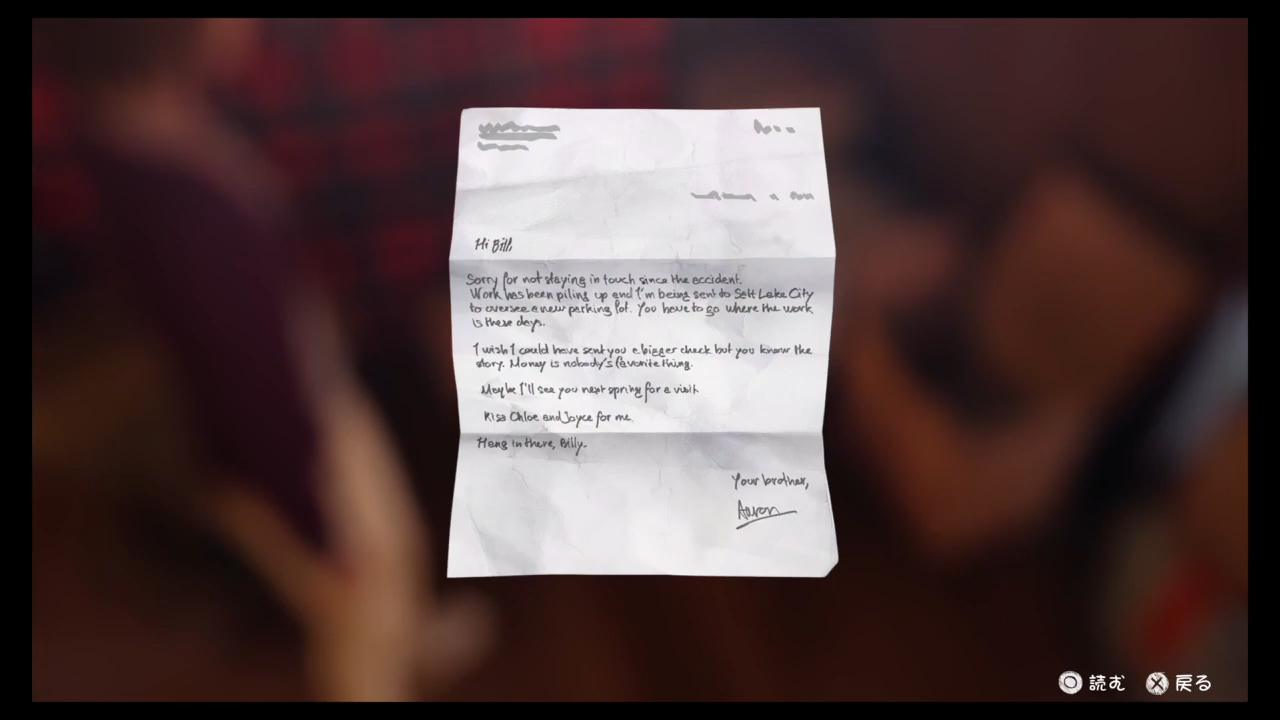 Hi Bill,
Sorry for not staying in touch since the accident.
Work has been piling up and I'm being sent to Salt Lake City
to oversee a new parking lot. You have to go where the work
is these days.
I wish I could have sent you a bigger check but you know the
story. Money is nobody's favorite thing.
Maybe I'll see you next spring for a visit.
Kiss Chloe and Joyce for me.
Hang in there, Billy.
Your brother,
Aaron
読む 戻る